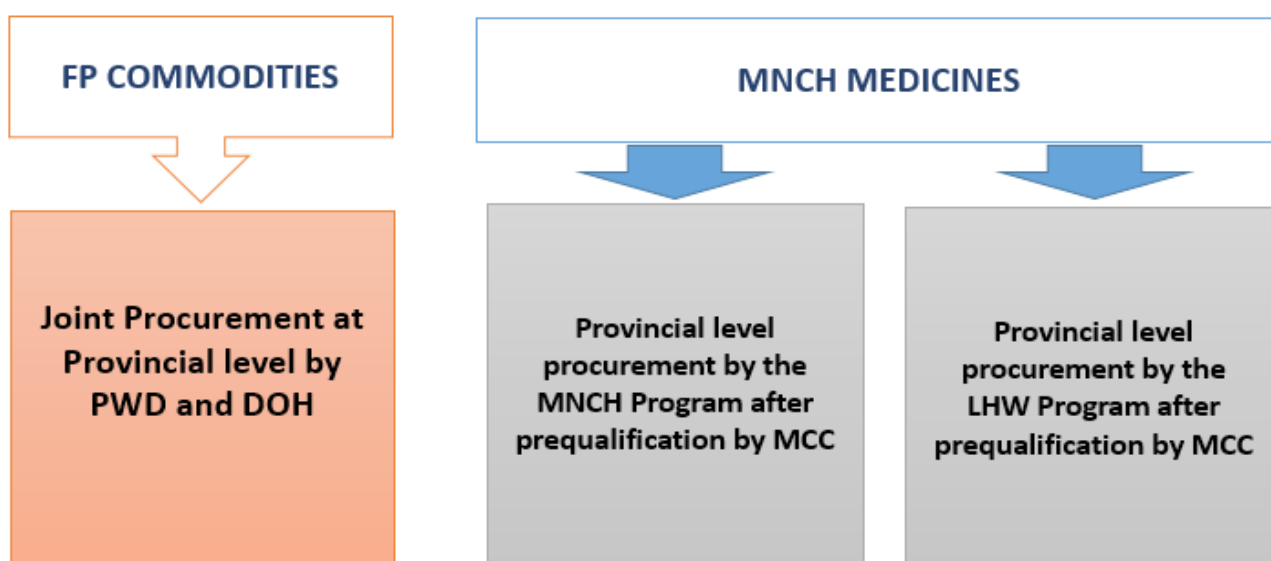 FP COMMODITIES
MNCH MEDICINES
Joint Procurement at
Provincial level by
PWD and DOH
Provincial level
procurement by the
MNCH Program after
prequalification by MCC
Provincial level
procurement by the
LHW Program after
prequalification by MCC